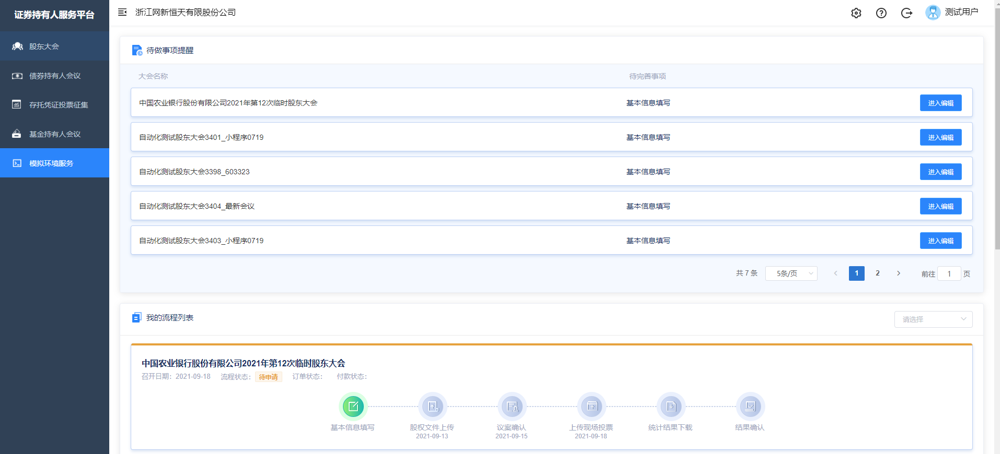 证券持有人服务平台
浙江网新恒天有限股份公司
测试用户
股东大会
债券持有人会议
存托凭证投票征集
基金持有人会议
模拟环境服务
待做事项提醒
大会名称 待完善事项
中国农业银行股份有限公司2021年第12次临时股东大会 基本信息填写 进入编辑
自动化测试股东大会3401_小程序0719 基本信息填写 进入编辑
自动化测试股东大会3398_603323 基本信息填写 进入编辑
自动化测试股东大会3404_最新会议 基本信息填写 进入编辑
自动化测试股东大会3403_小程序0719 基本信息填写 进入编辑
共 7 条 5条/页 1 2 前往 1 页
我的流程列表 请选择
中国农业银行股份有限公司2021年第12次临时股东大会
召开日期：2021-09-18 流程状态： 待申请 订单状态： 付款状态：
基本信息填写 股权文件上传 议案确认 上传现场投票 统计结果下载 结果确认
2021-09-13 2021-09-15 2021-09-18